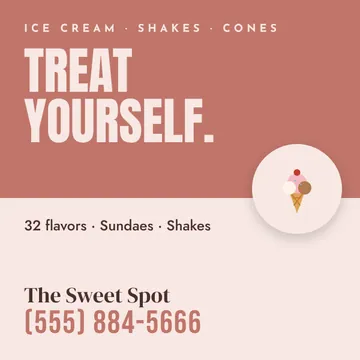 ICE CREAM · SHAKES · CONES
TREAT
YOURSELF.
32 flavors · Sundaes · Shakes
The Sweet Spot
(555) 884-5666